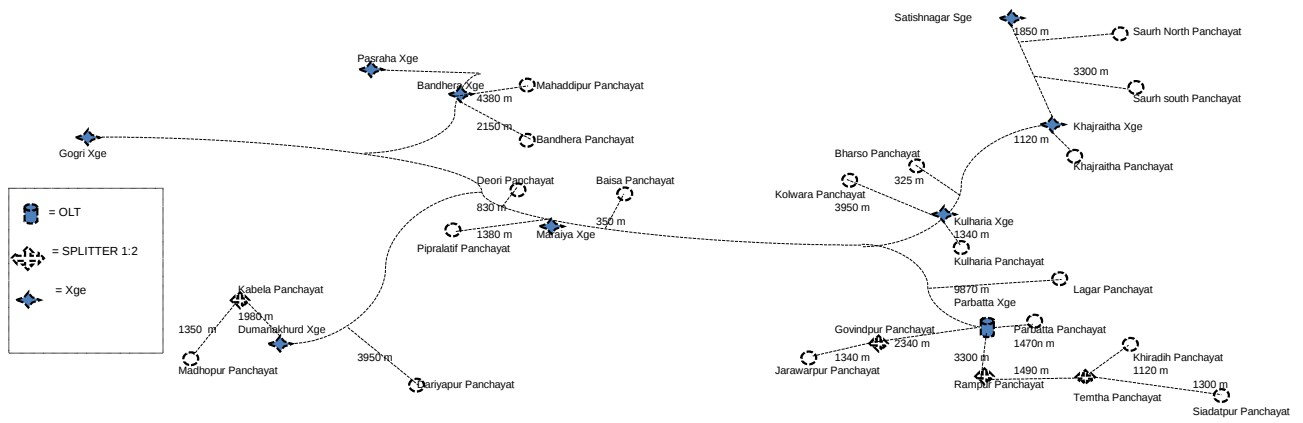 Satishnagar Sge
1850 m
Saurh North Panchayat
Pasraha Xge
3300 m
Bandhera Xge
Mahaddipur Panchayat
4380 m
Saurh south Panchayat
2150 m
Khajraitha Xge
Bandhera Panchayat
1120 m
Gogri Xge
Bharso Panchayat
Khajraitha Panchayat
Deori Panchayat
Baisa Panchayat
325 m
Kolwara Panchayat
3950 m
830 m
350 m
Kulharia Xge
1340 m
= OLT
1380 m
Maraiya Xge
Pipralatif Panchayat
= SPLITTER 1:2
Kulharia Panchayat
= Xge
Kabela Panchayat
9870 m
Lagar Panchayat
Parbatta Xge
1980 m
1350 m
Dumariakhurd Xge
Govindpur Panchayat
Parbatta Panchayat
2340 m
1470n m
3950 m
1340 m
3300 m
Khiradih Panchayat
Madhopur Panchayat
Jarawarpur Panchayat
1490 m
1120 m
Dariyapur Panchayat
Rampur Panchayat
1300 m
Temtha Panchayat
Siadatpur Panchayat